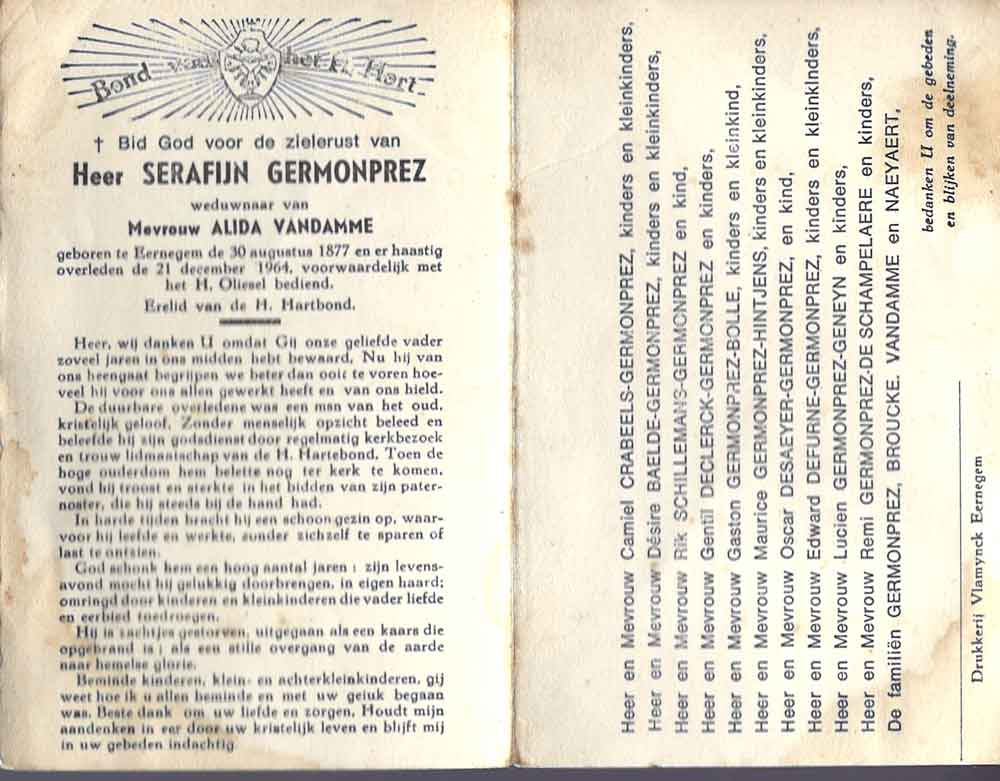 Bond van het H. Hart
† Bid God voor de zielerust van
Heer SERAFIJN GERMONPREZ
weduwnaar van
Mevrouw ALIDA VANDAMME
geboren te Eernegem de 30 augustus 1877 en er haastig
overleden de 21 december 1964, voorwaardelijk met
het H. Oliesel bediend.
Erelid van de H. Hartbond.
Heer, wij danken U omdat Gij onze geliefde vader
zoveel jaren in ons midden hebt bewaard. Nu hij van
ons heengaat begrijpen we beter dan ooit te voren hoe-
veel hij voor ons allen gewerkt heeft en van ons hield.
De duurbare overledene was een man van het oud,
kristelijk geloof. Zonder menselijk opzicht beleed en
beleefde hij zijn godsdienst door regelmatig kerkbezoek
en trouw lidmaatschap van de H. Hartebond. Toen de
hoge ouderdom hem belette nog ter kerk te komen,
vond hij troost en sterkte in het bidden van zijn pater-
noster, die hij steeds bij de hand had.
In harde tijden bracht hij een schoon gezin op, waar-
voor hij leefde en werkte, zonder zichzelf te sparen of
last te ontzien.
God schonk hem een hoog aantal jaren : zijn levens-
avond mocht hij gelukkig doorbrengen, in eigen haard;
omringd door kinderen en kleinkinderen die vader liefde
en eerbied toedroegen.
Hij is zachtjes gestorven, uitgegaan als een kaars die
opgebrand is ; als een stille overgang van de aarde
naar hemelse glorie.
Beminde kinderen, klein- en achterkleinkinderen, gij
weet hoe ik u allen beminde en met uw geluk begaan
was. Beste dank om uw liefde en zorgen. Houdt mijn
aandenken in eer door uw kristelijk leven en blijft mij
in uw gebeden indachtig.
Heer en Mevrouw Camiel CRABEELS-GERMONPREZ, kinders en kleinkinders,
Heer en Mevrouw Désire BAELDE-GERMONPREZ, kinders en kleinkinders,
Heer en Mevrouw Rik SCHILLEMANS-GERMONPREZ en kind,
Heer en Mevrouw Gentil DECLERCK-GERMONPREZ en kinders,
Heer en Mevrouw Gaston GERMONPREZ-BOLLE, kinders en kleinkind,
Heer en Mevrouw Maurice GERMONPREZ-HINTJENS, kinders en kleinkinders,
Heer en Mevrouw Oscar DESAEYER-GERMONPREZ, en kind,
Heer en Mevrouw Edward DEFURNE-GERMONPREZ, kinders en kleinkinders,
Heer en Mevrouw Lucien GERMONPREZ-GENEYN en kinders,
Heer en Mevrouw Remi GERMONPREZ-DE SCHAMPELAERE en kinders,
De familiën GERMONPREZ, BROUCKE. VANDAMME en NAEYAERT,
bedanken U om de gebeden
en blijken van deelneming.
Drukkerij Vlamynck Eernegem